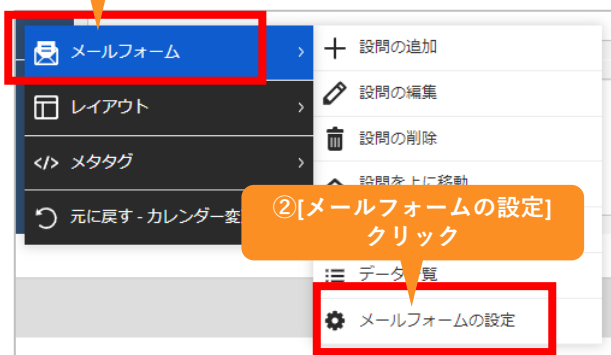 メールフォーム
レイアウト
メタタグ
元に戻す - カレンダー変
設問の追加
設問の編集
設問の削除
設問を上に移動
②[メールフォームの設定]
クリック
データ一覧
メールフォームの設定